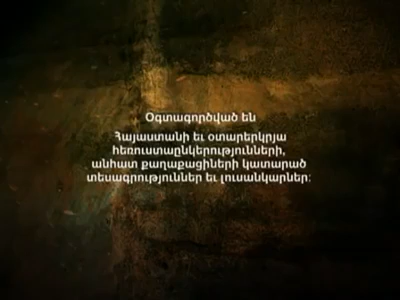 Օգտագործված են
Հայաստանի եւ օտարերկրյա
հեռուստաընկերությունների,
անհատ քաղաքացիների կատարած
տեսագրություններ եւ լուսանկարներ։